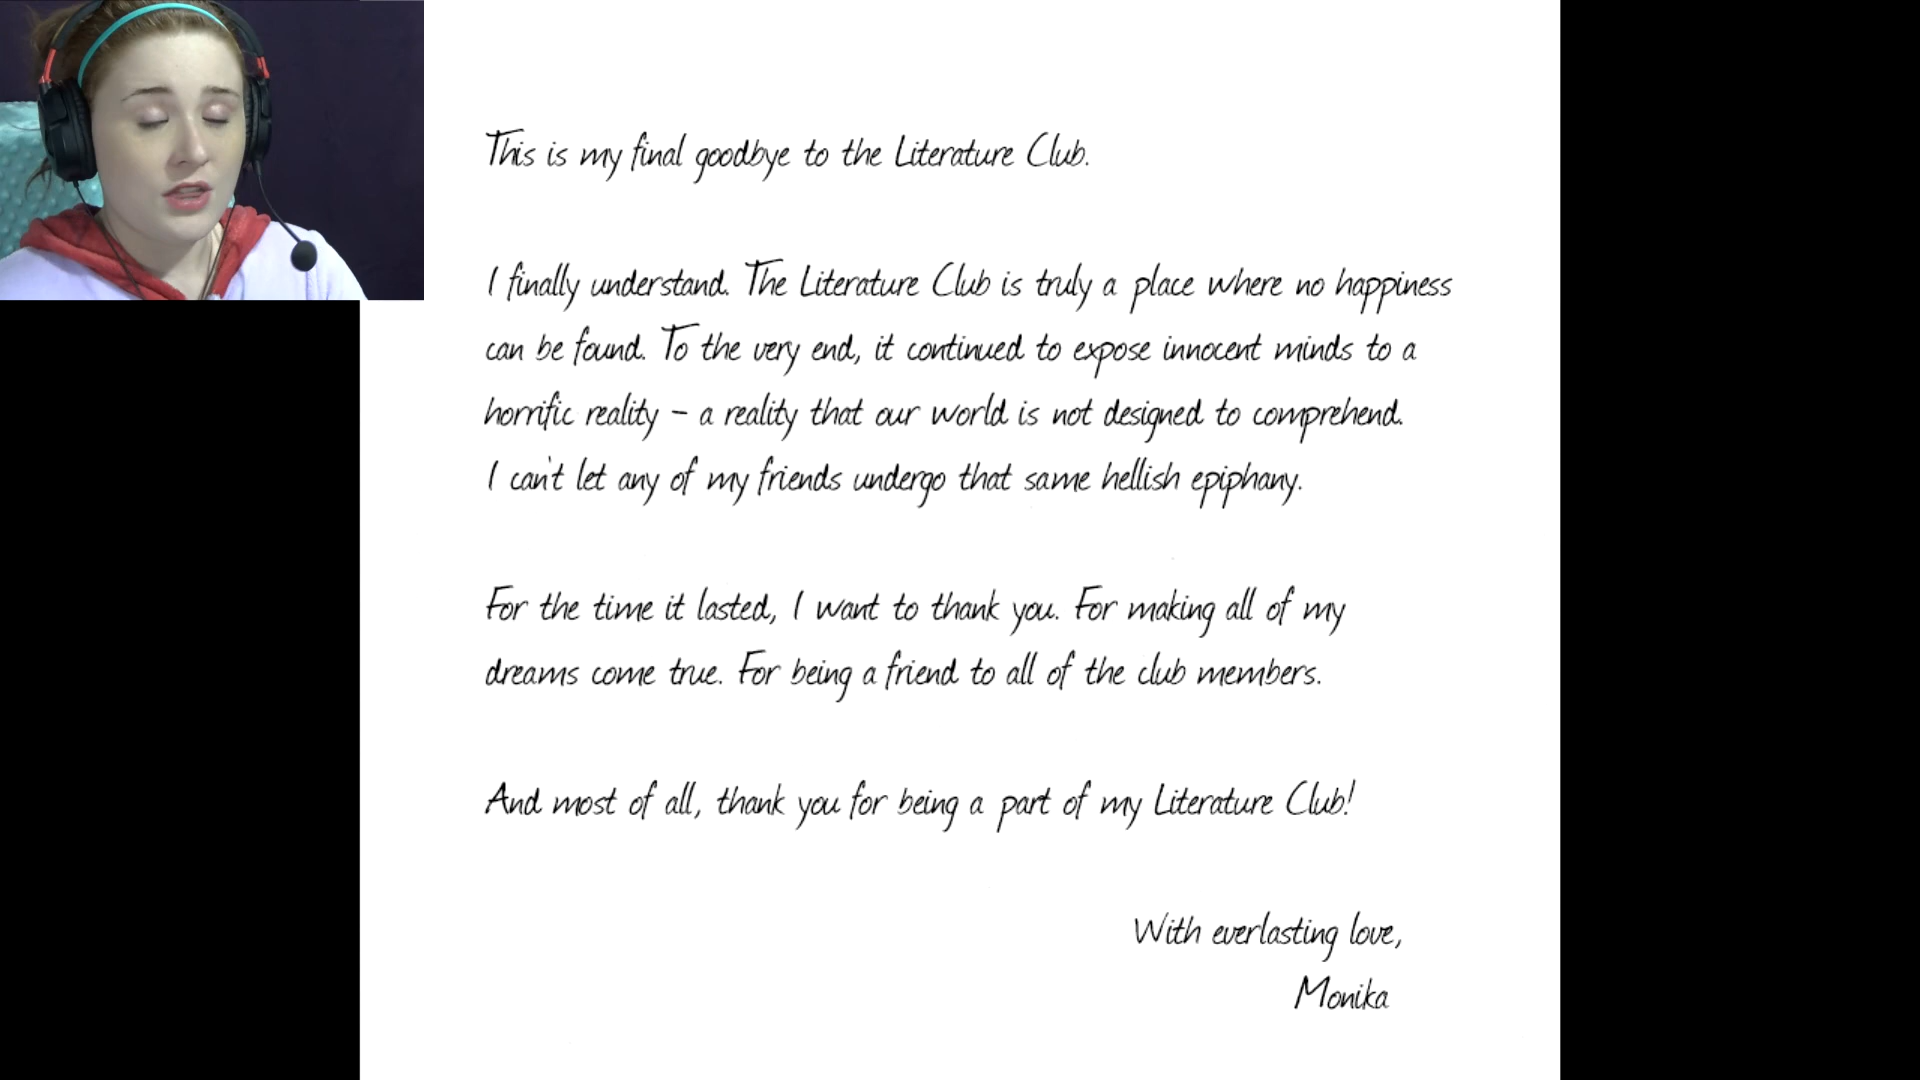 This is my final goodbye to the Literature Club.
I finally understand. The Literature Club is truly a place where no happiness
can be found. To the very end, it continued to expose innocent minds to a
horrific reality – a reality that our world is not designed to comprehend.
I can't let any of my friends undergo that same hellish epiphany.
For the time it lasted, I want to thank you. For making all of my
dreams come true. For being a friend to all of the club members.
And most of all, thank you for being a part of my Literature Club!
With everlasting love,
Monika